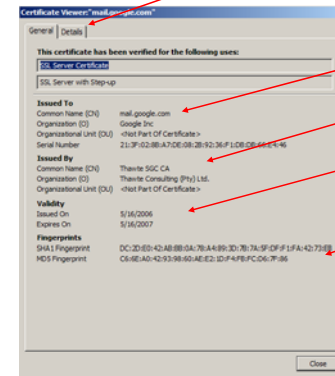 Certificate Viewer:"mail.google.com"
General Details
This certificate has been verified for the following uses:
SSL Server Certificate
SSL Server with Step-up
Issued To
Common Name (CN) mail.google.com
Organization (O) Google Inc
Organizational Unit (OU) <Not Part Of Certificate>
Serial Number
Issued By
Common Name (CN) Thawte SGC CA
Organization (O) Thawte Consulting (Pty) Ltd.
Organizational Unit (OU) <Not Part Of Certificate>
Validity
Issued On 5/16/2006
Expires On 5/16/2007
Fingerprints
SHA1 Fingerprint
MD5 Fingerprint
Close